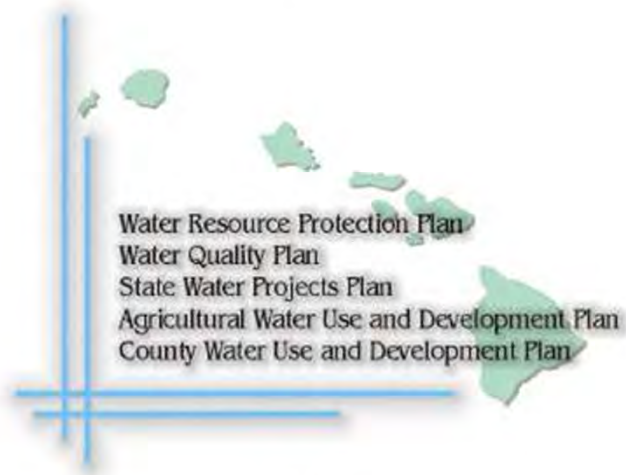 Water Resource Protection Plan
Water Quality Plan
State Water Projects Plan
Agricultural Water Use and Development Plan
County Water Use and Development Plan